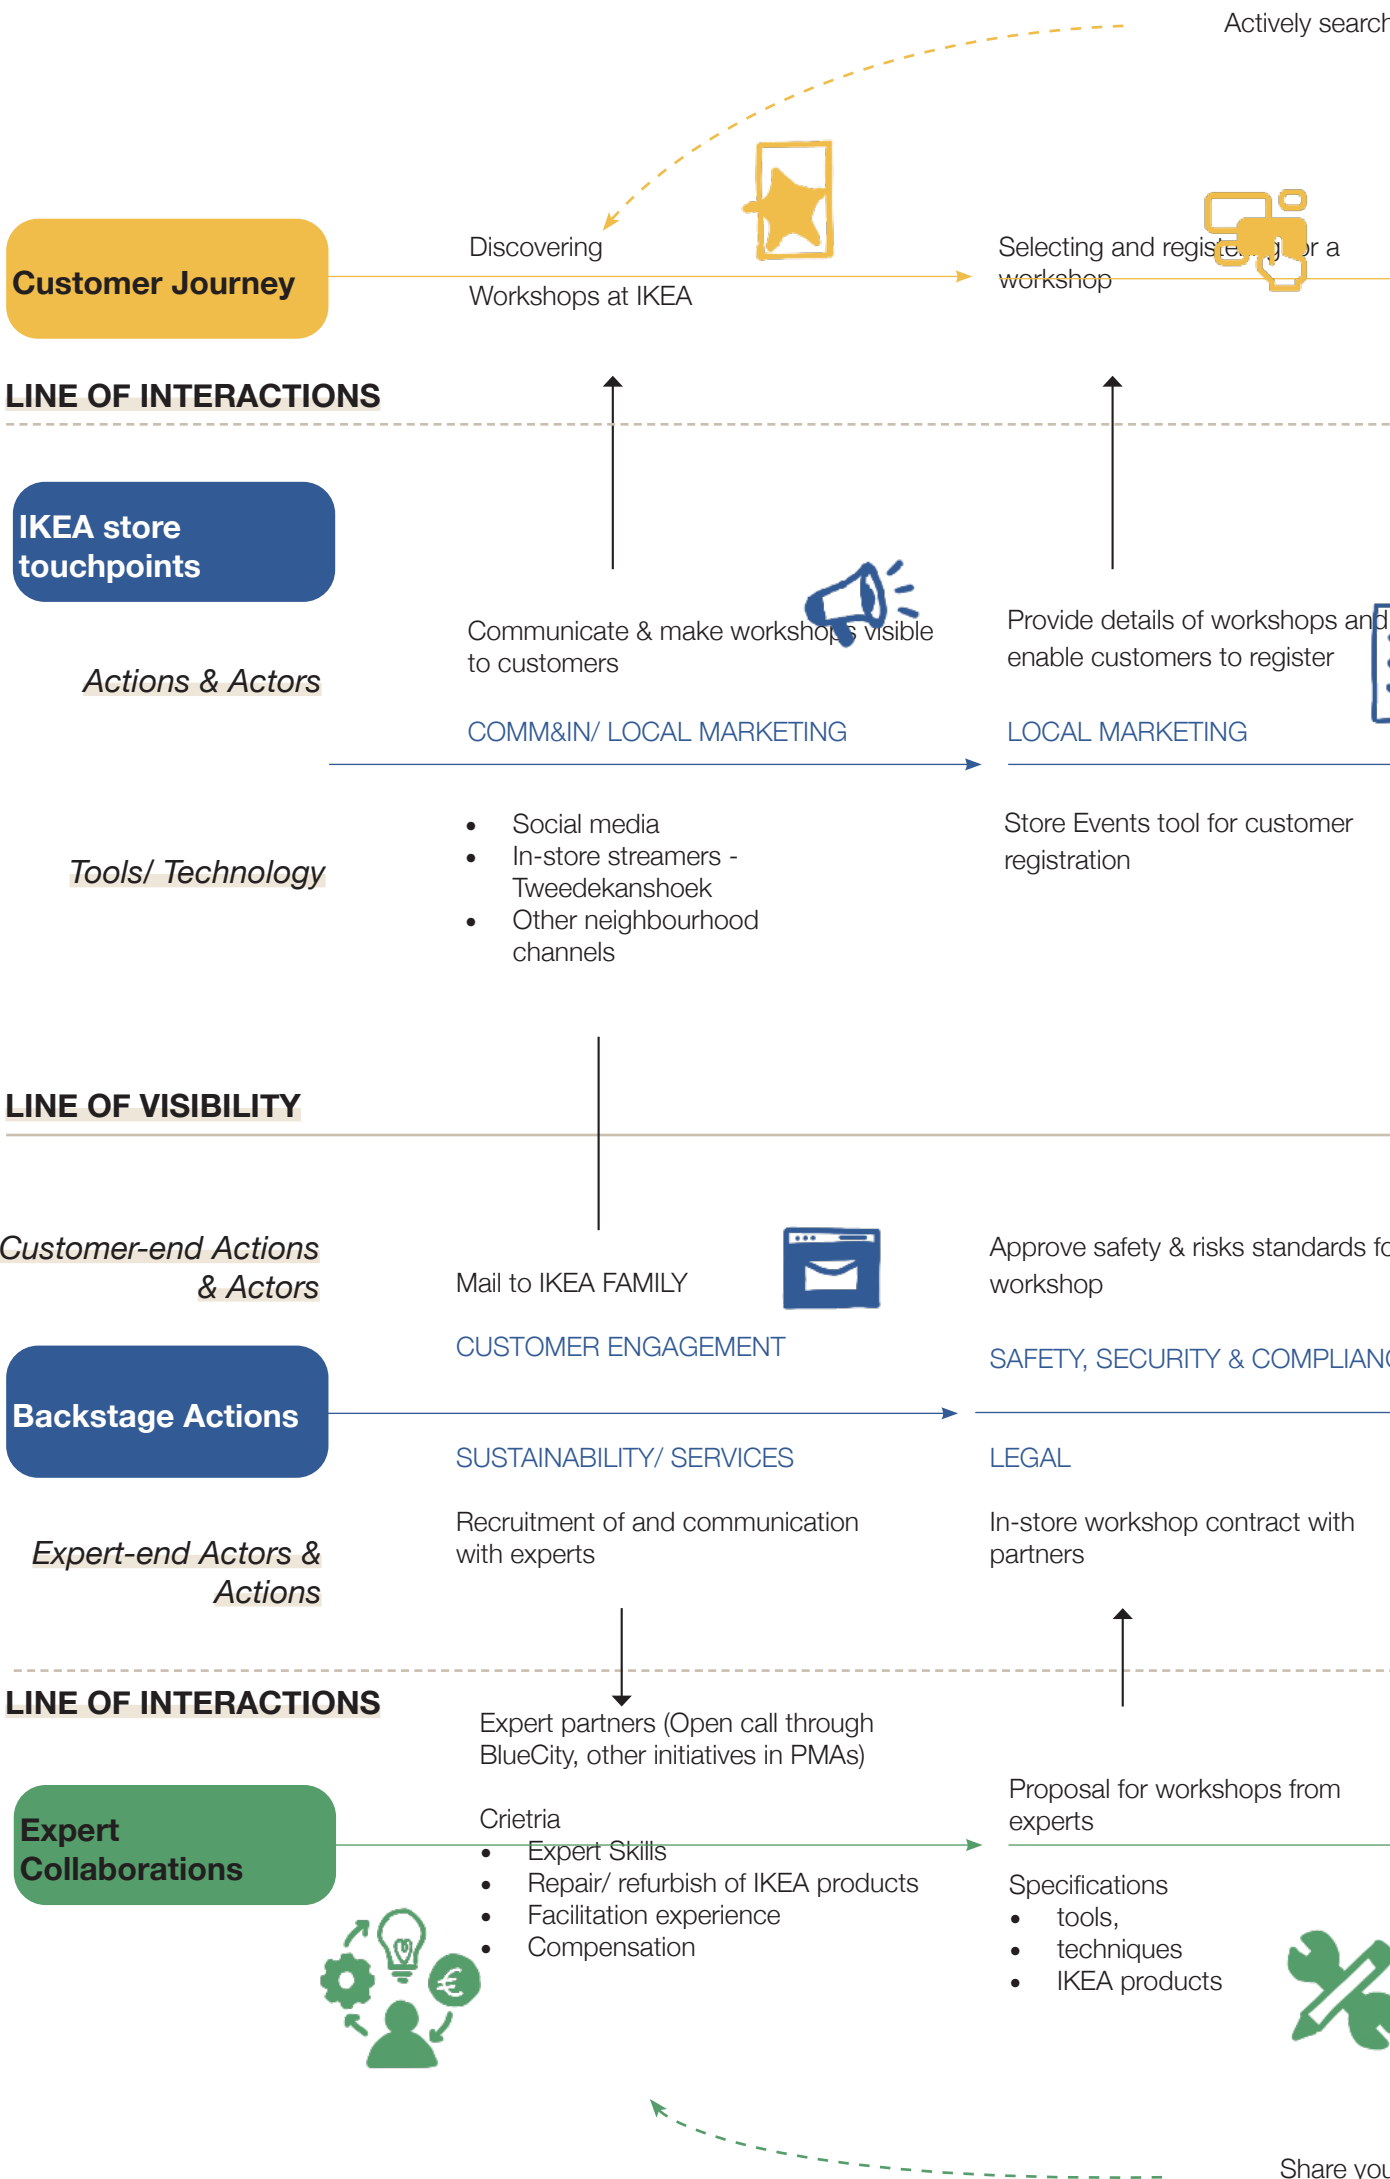 Actively search
Discovering
Workshops at IKEA
Selecting and registering for a
workshop
Customer Journey
LINE OF INTERACTIONS
IKEA store
touchpoints
Communicate & make workshops visible
to customers
Provide details of workshops and
enable customers to register
Actions & Actors
COMM&IN/ LOCAL MARKETING
LOCAL MARKETING
• Social media
• In-store streamers -
Tweedekanshoek
• Other neighbourhood
channels
Store Events tool for customer
registration
Tools/ Technology
LINE OF VISIBILITY
Customer-end Actions
& Actors
Mail to IKEA FAMILY
Approve safety & risks standards fo
workshop
CUSTOMER ENGAGEMENT
SAFETY, SECURITY & COMPLIANC
Backstage Actions
SUSTAINABILITY/ SERVICES
LEGAL
Recruitment of and communication
with experts
In-store workshop contract with
partners
Expert-end Actors &
Actions
LINE OF INTERACTIONS
Expert partners (Open call through
BlueCity, other initiatives in PMAs)
Crietria
• Expert Skills
• Repair/ refurbish of IKEA products
• Facilitation experience
• Compensation
Proposal for workshops from
experts
Specifications
• tools,
• techniques
• IKEA products
Expert
Collaborations
Share you